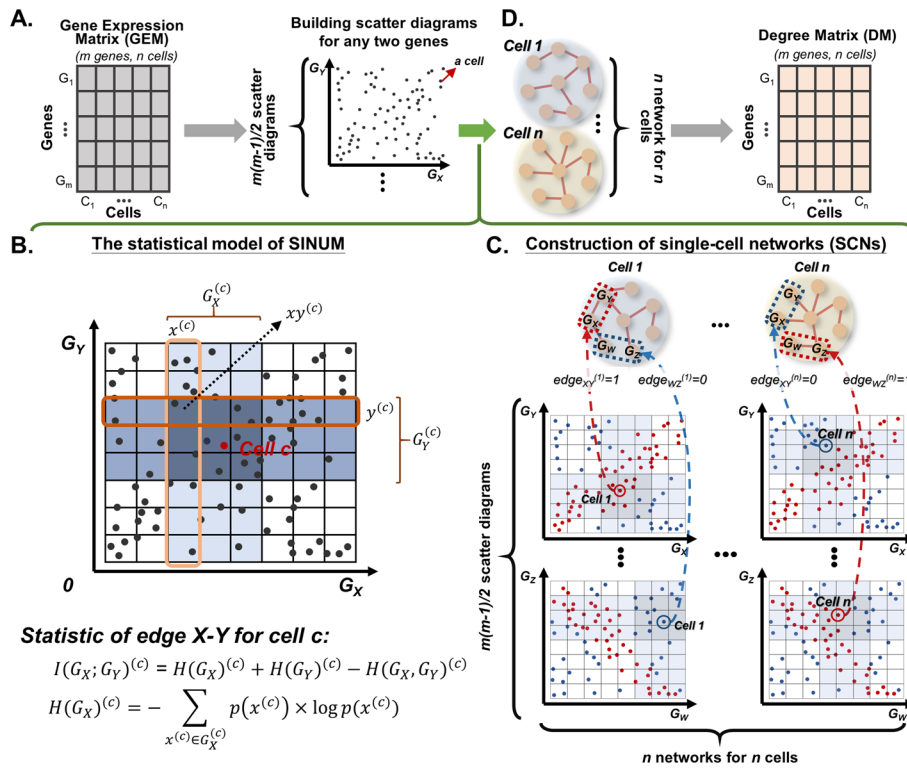 A.
Gene Expression
Matrix (GEM)
(m genes, n cells)
G1
Genes
Gm
C1
Cn
Cells
m(m-1)/2 scatter
diagrams
Building scatter diagrams
for any two genes
GY
a cell
GX
D.
Cell 1
Cell n
n network for n
cells
Degree Matrix (DM)
(m genes, n cells)
G1
Genes
Gm
C1
Cn
Cells
B.
The statistical model of SINUM
GX(c)
x(c)
xy(c)
GY
y(c)
GY(c)
Cell c
0
GX
Statistic of edge X-Y for cell c:
I(GX;GY)(c) = H(GX)(c) + H(GY)(c) − H(GX,GY)(c)
H(GX)(c) = − ∑ p(x(c)) × log p(x(c))
x(c)∈GX(c)
C.
Construction of single-cell networks (SCNs)
Cell 1
Cell n
GY
GX
GW
GZ
GY
GX
GW
GZ
edgeXY(1)=1
edgeWZ(1)=0
edgeXY(n)=0
edgeWZ(n)=
m(m-1)/2 scatter diagrams
GY
Cell 1
GX
GY
Cell n
GX
GZ
Cell 1
GW
GZ
Cell n
GW
n networks for n cells